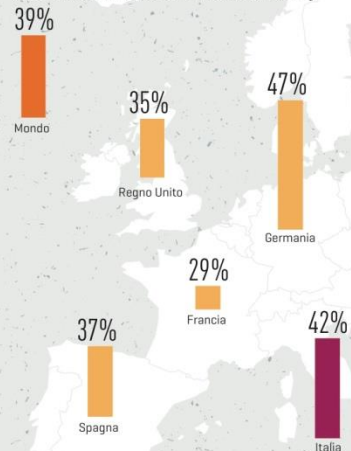 39%
Mondo
35%
Regno Unito
47%
Germania
29%
Francia
37%
Spagna
42%
Italia